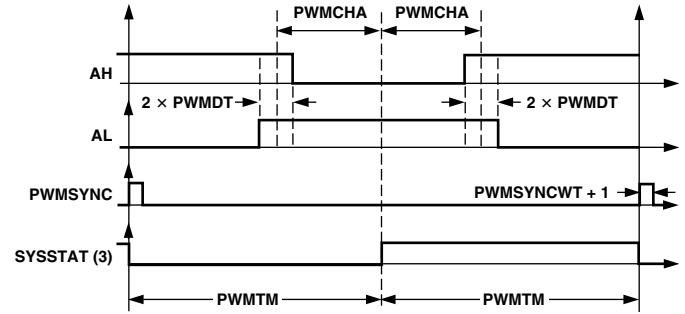 PWMCHA PWMCHA
AH
2 × PWMDT 2 × PWMDT
AL
PWMSYNC PWMSYNCWT + 1
SYSSTAT (3)
PWMTM PWMTM